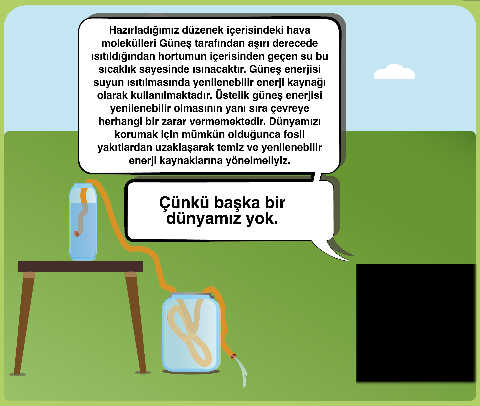 Hazırladığımız düzenek içerisindeki hava
molekülleri Güneş tarafından aşırı derecede
ısıtıldığından hortumun içerisinden geçen su bu
sıcaklık sayesinde ısınacaktır. Güneş enerjisi
suyun ısıtılmasında yenilenebilir enerji kaynağı
olarak kullanılmaktadır. Üstelik güneş enerjisi
yenilenebilir olmasının yanı sıra çevreye
herhangi bir zarar vermemektedir. Dünyamızı
korumak için mümkün olduğunca fosil
yakıtlardan uzaklaşarak temiz ve yenilenebilir
enerji kaynaklarına yönelmeliyiz.
Çünkü başka bir
dünyamız yok.